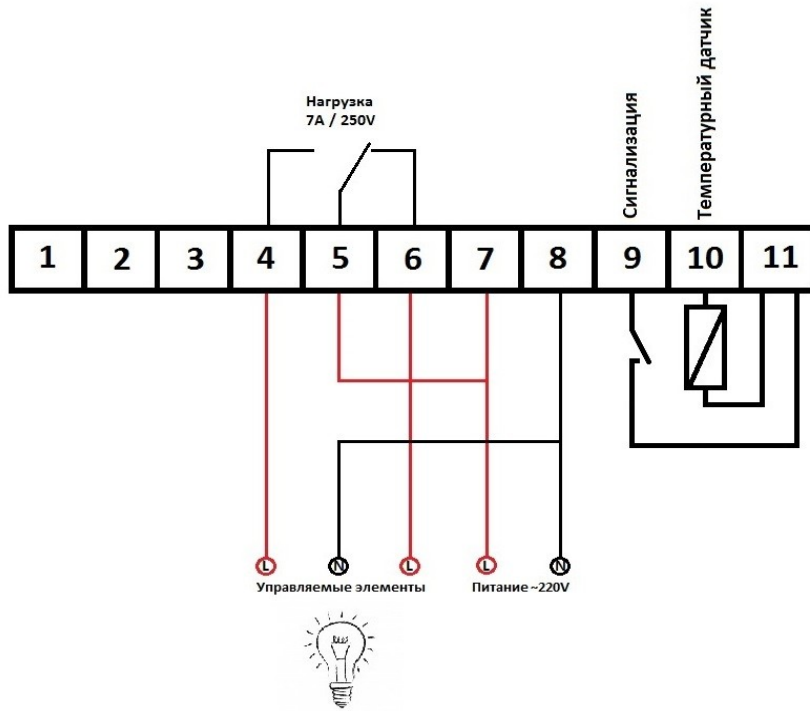 Нагрузка
7А / 250V
Сигнализация
Температурный датчик
1 2 3 4 5 6 7 8 9 10 11
L N L L N
Управляемые элементы Питание ~220V